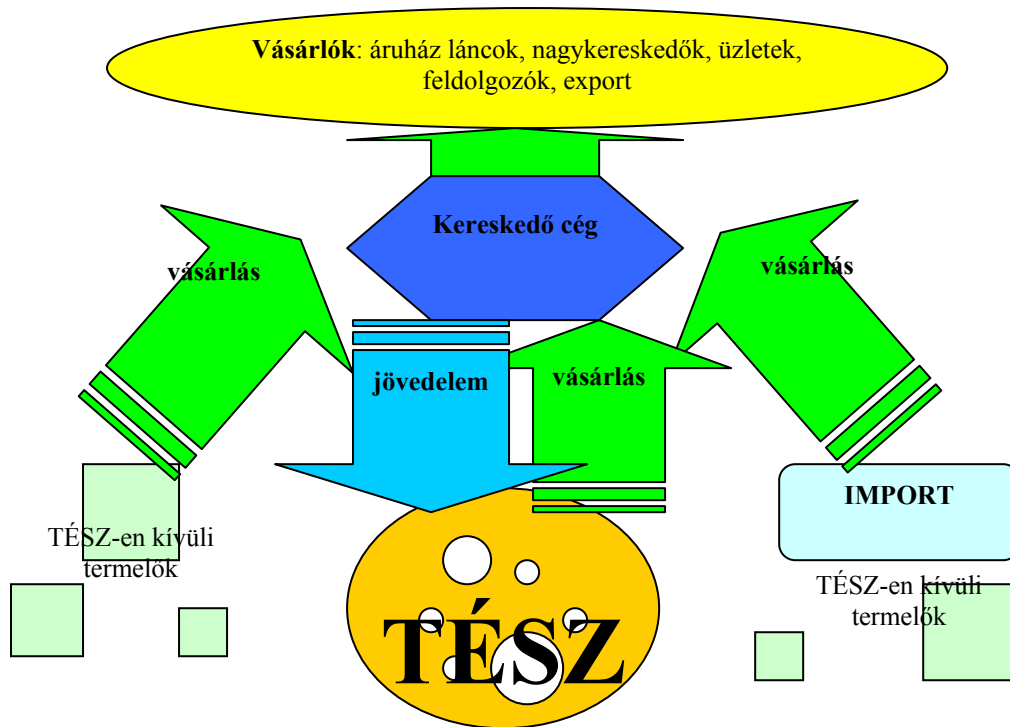 Vásárlók: áruház láncok, nagykereskedők, üzletek,
feldolgozók, export
Kereskedő cég
vásárlás
vásárlás
jövedelem
vásárlás
IMPORT
TÉSZ-en kívüli
termelők
TÉSZ-en kívüli
termelők
TÉSZ